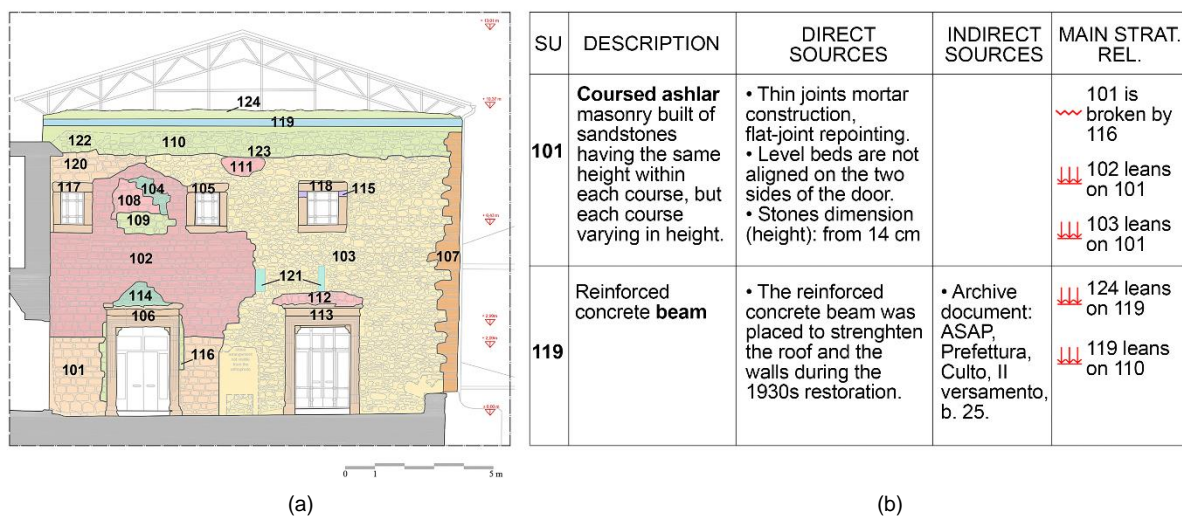 124
119
122
110
123
120
111
117
104
105
118
115
108
109
102
103
107
121
114
112
106
113
116
101
0 1 5 m
(a)
SU DESCRIPTION DIRECT SOURCES INDIRECT SOURCES MAIN STRAT. REL.
101
Coursed ashlar
masonry built of
sandstones
having the same
height within
each course, but
each course
varying in height.
• Thin joints mortar
construction,
flat-joint repointing.
• Level beds are not
aligned on the two
sides of the door.
• Stones dimension
(height): from 14 cm
101 is
broken by
116
102 leans
on 101
103 leans
on 101
119
Reinforced
concrete beam
• The reinforced
concrete beam was
placed to strenghten
the roof and the
walls during the
1930s restoration.
• Archive
document:
ASAP,
Prefettura,
Culto, II
versamento,
b. 25.
124 leans
on 119
119 leans
on 110
(b)